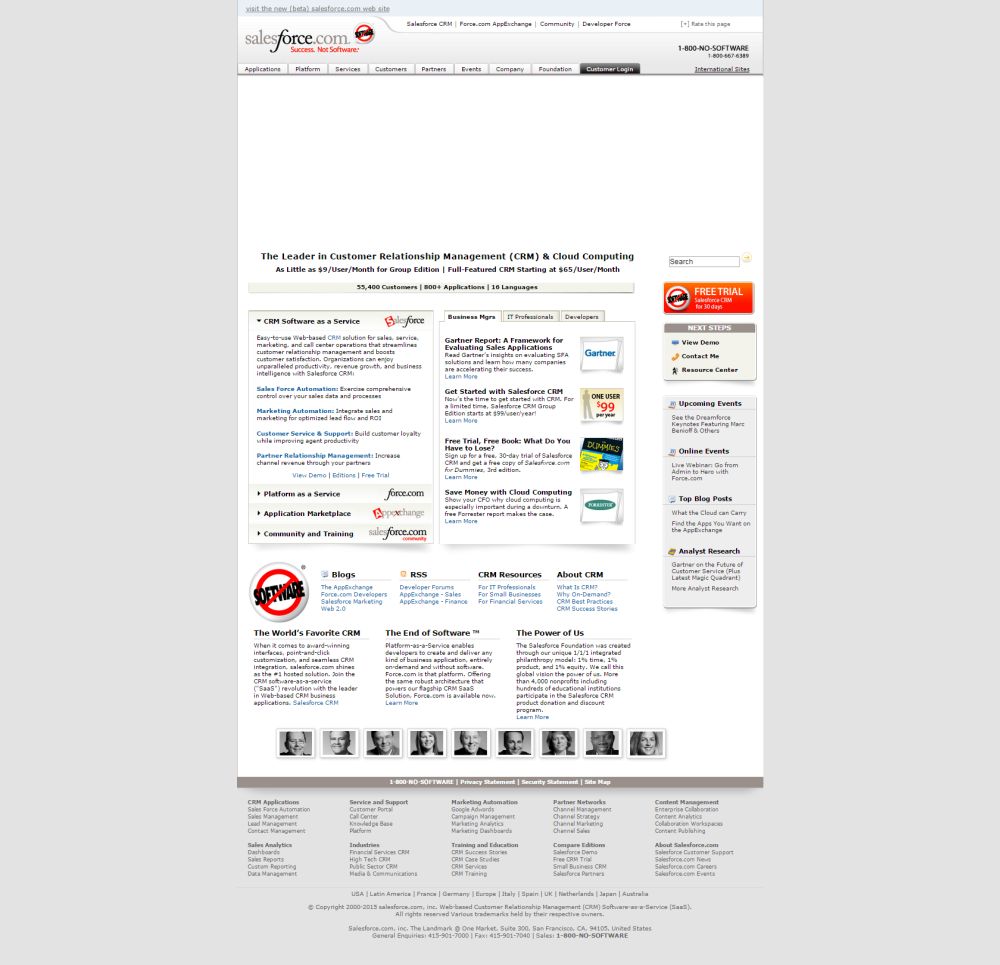 visit the new (beta) salesforce.com web site
Salesforce CRM | Force.com AppExchange | Community | Developer Force
[+] Rate this page
salesforce.com
SOFTWARE
Success. Not Software.
1-800-NO-SOFTWARE
1-800-667-6389
Applications Platform Services Customers Partners Events Company Foundation Customer Login
International Sites
The Leader in Customer Relationship Management (CRM) & Cloud Computing
As Little as $9/User/Month for Group Edition | Full-Featured CRM Starting at $65/User/Month
55,400 Customers | 800+ Applications | 16 Languages
CRM Software as a Service
Salesforce
Easy-to-use Web-based CRM solution for sales, service,
marketing, and call center operations that streamlines
customer relationship management and boosts
customer satisfaction. Organizations can enjoy
unparalleled productivity, revenue growth, and business
intelligence with Salesforce CRM:
Sales Force Automation: Exercise comprehensive
control over your sales data and processes
Marketing Automation: Integrate sales and
marketing for optimized lead flow and ROI
Customer Service & Support: Build customer loyalty
while improving agent productivity
Partner Relationship Management: Increase
channel revenue through your partners
View Demo | Editions | Free Trial
Platform as a Service
force.com
Application Marketplace
AppExchange
Community and Training
salesforce.com
community
Business Mgrs IT Professionals Developers
Gartner Report: A Framework for
Evaluating Sales Applications
Read Gartner's insights on evaluating SFA
solutions and learn how many companies
are accelerating their success.
Learn More
Gartner
Get Started with Salesforce CRM
Now's the time to get started with CRM. For
a limited time, Salesforce CRM Group
Edition starts at $99/user/year!
Learn More
ONE USER
$99
per year
Free Trial, Free Book: What Do You
Have to Lose?
Sign up for a free, 30-day trial of Salesforce
CRM and get a free copy of Salesforce.com
for Dummies, 3rd edition.
Learn More
DUMMIES
Save Money with Cloud Computing
Show your CFO why cloud computing is
especially important during a downturn. A
free Forrester report makes the case.
Learn More
FORRESTER
Search
SOFTWARE
FREE TRIAL
Salesforce CRM
for 30 days
NEXT STEPS
View Demo
Contact Me
Resource Center
Upcoming Events
See the Dreamforce
Keynotes Featuring Marc
Benioff & Others
Online Events
Live Webinar: Go from
Admin to Hero with
Force.com
Top Blog Posts
What the Cloud can Carry
Find the Apps You Want on
the AppExchange
Analyst Research
Gartner on the Future of
Customer Service (Plus
Latest Magic Quadrant)
More Analyst Research
SOFTWARE
Blogs
The AppExchange
Force.com Developers
Salesforce Marketing
Web 2.0
RSS
Developer Forums
AppExchange - Sales
AppExchange - Finance
CRM Resources
For IT Professionals
For Small Businesses
For Financial Services
About CRM
What Is CRM?
Why On-Demand?
CRM Best Practices
CRM Success Stories
The World's Favorite CRM
When it comes to award-winning
interfaces, point-and-click
customization, and seamless CRM
integration, salesforce.com shines
as the #1 hosted solution. Join the
CRM software-as-a-service
("SaaS") revolution with the leader
in Web-based CRM business
applications. Salesforce CRM
The End of Software ™
Platform-as-a-Service enables
developers to create and deliver any
kind of business application, entirely
on-demand and without software.
Force.com is that platform. Offering
the same robust architecture that
powers our flagship CRM SaaS
Solution, Force.com is available now.
Learn More
The Power of Us
The Salesforce Foundation was created
through our unique 1/1/1 integrated
philanthropy model: 1% time, 1%
product, and 1% equity. We call this
global vision the power of us. More
than 4,000 nonprofits including
hundreds of educational institutions
participate in the Salesforce CRM
product donation and discount
program.
Learn More
1-800-NO-SOFTWARE | Privacy Statement | Security Statement | Site Map
CRM Applications
Sales Force Automation
Sales Management
Lead Management
Contact Management
Service and Support
Customer Portal
Call Center
Knowledge Base
Platform
Marketing Automation
Google Adwords
Campaign Management
Marketing Analytics
Marketing Dashboards
Partner Networks
Channel Management
Channel Strategy
Channel Marketing
Channel Sales
Content Management
Enterprise Collaboration
Content Analytics
Collaboration Workspaces
Content Publishing
Sales Analytics
Dashboards
Sales Reports
Custom Reporting
Data Management
Industries
Financial Services CRM
High Tech CRM
Public Sector CRM
Media & Communications
Training and Education
CRM Success Stories
CRM Case Studies
CRM Services
CRM Training
Compare Editions
Salesforce Demo
Free CRM Trial
Small Business CRM
Salesforce Partners
About Salesforce.com
Salesforce Customer Support
Salesforce.com News
Salesforce.com Careers
Salesforce.com Events
USA | Latin America | France | Germany | Europe | Italy | Spain | UK | Netherlands | Japan | Australia
© Copyright 2000-2015 salesforce.com, inc. Web-based Customer Relationship Management (CRM) Software-as-a-Service (SaaS).
All rights reserved Various trademarks held by their respective owners.
Salesforce.com, inc. The Landmark @ One Market, Suite 300, San Francisco, CA, 94105, United States
General Enquiries: 415-901-7000 | Fax: 415-901-7040 | Sales: 1-800-NO-SOFTWARE